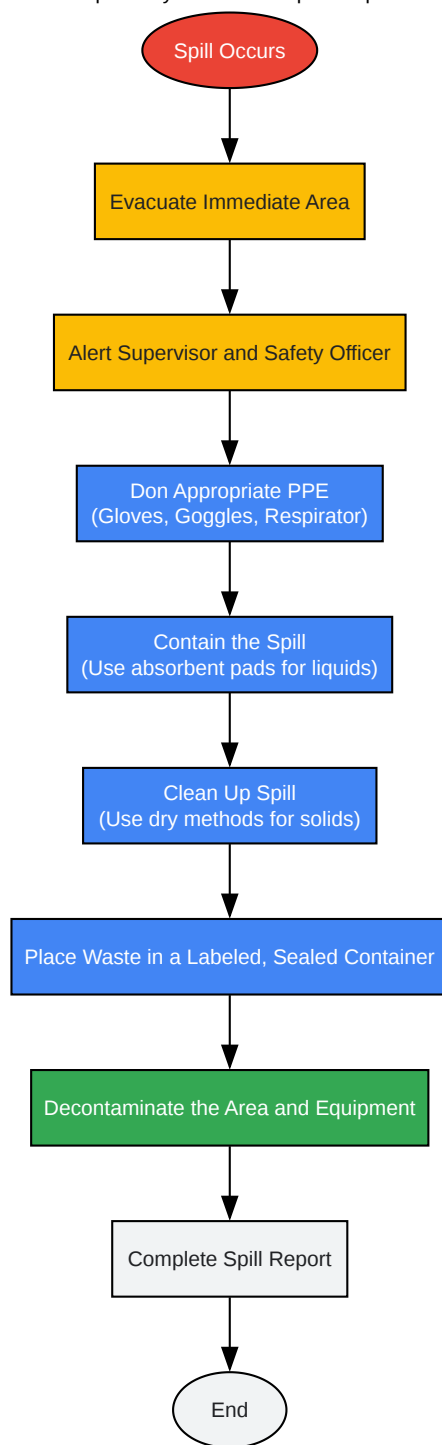 Spill Occurs
Evacuate Immediate Area
Alert Supervisor and Safety Officer
Don Appropriate PPE
(Gloves, Goggles, Respirator)
Contain the Spill
(Use absorbent pads for liquids)
Clean Up Spill
(Use dry methods for solids)
Place Waste in a Labeled, Sealed Container
Decontaminate the Area and Equipment
Complete Spill Report
End